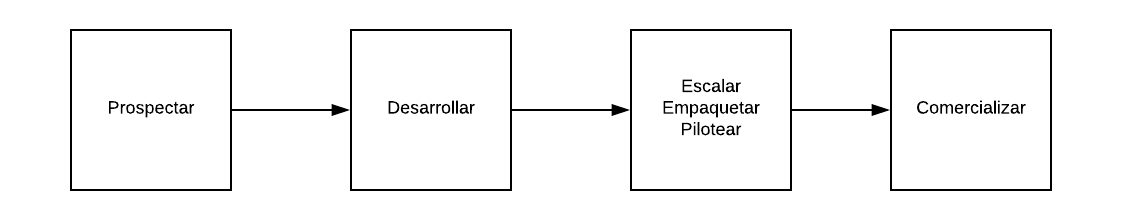 Prospectar
Desarrollar
Escalar
Empaquetar
Pilotear
Comercializar